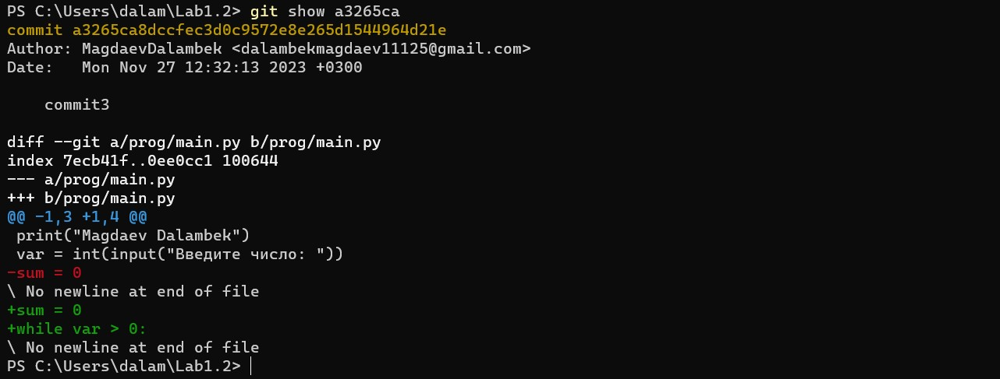 PS C:\Users\dalam\Lab1.2> git show a3265ca
commit a3265ca8dccfec3d0c9572e8e265d1544964d21e
Author: MagdaevDalambek <dalambekmagdaev11125@gmail.com>
Date:   Mon Nov 27 12:32:13 2023 +0300

    commit3

diff --git a/prog/main.py b/prog/main.py
index 7ecb41f..0ee0cc1 100644
--- a/prog/main.py
+++ b/prog/main.py
@@ -1,3 +1,4 @@
 print("Magdaev Dalambek")
 var = int(input("Введите число: "))
-sum = 0
\ No newline at end of file
+sum = 0
+while var > 0:
\ No newline at end of file
PS C:\Users\dalam\Lab1.2>